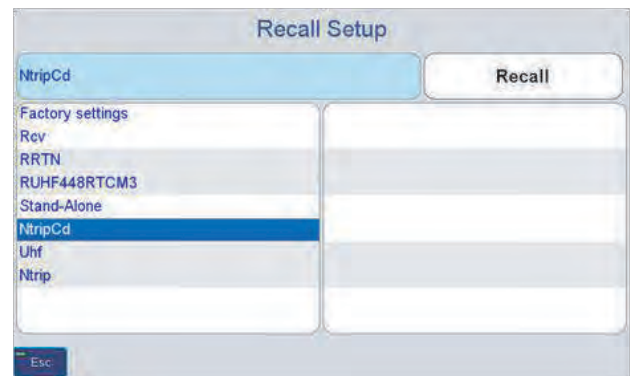 Recall Setup
NtripCd
Recall
Factory settings
Rcv
RRTN
RUHF448RTCM3
Stand-Alone
NtripCd
Uhf
Ntrip
Esc